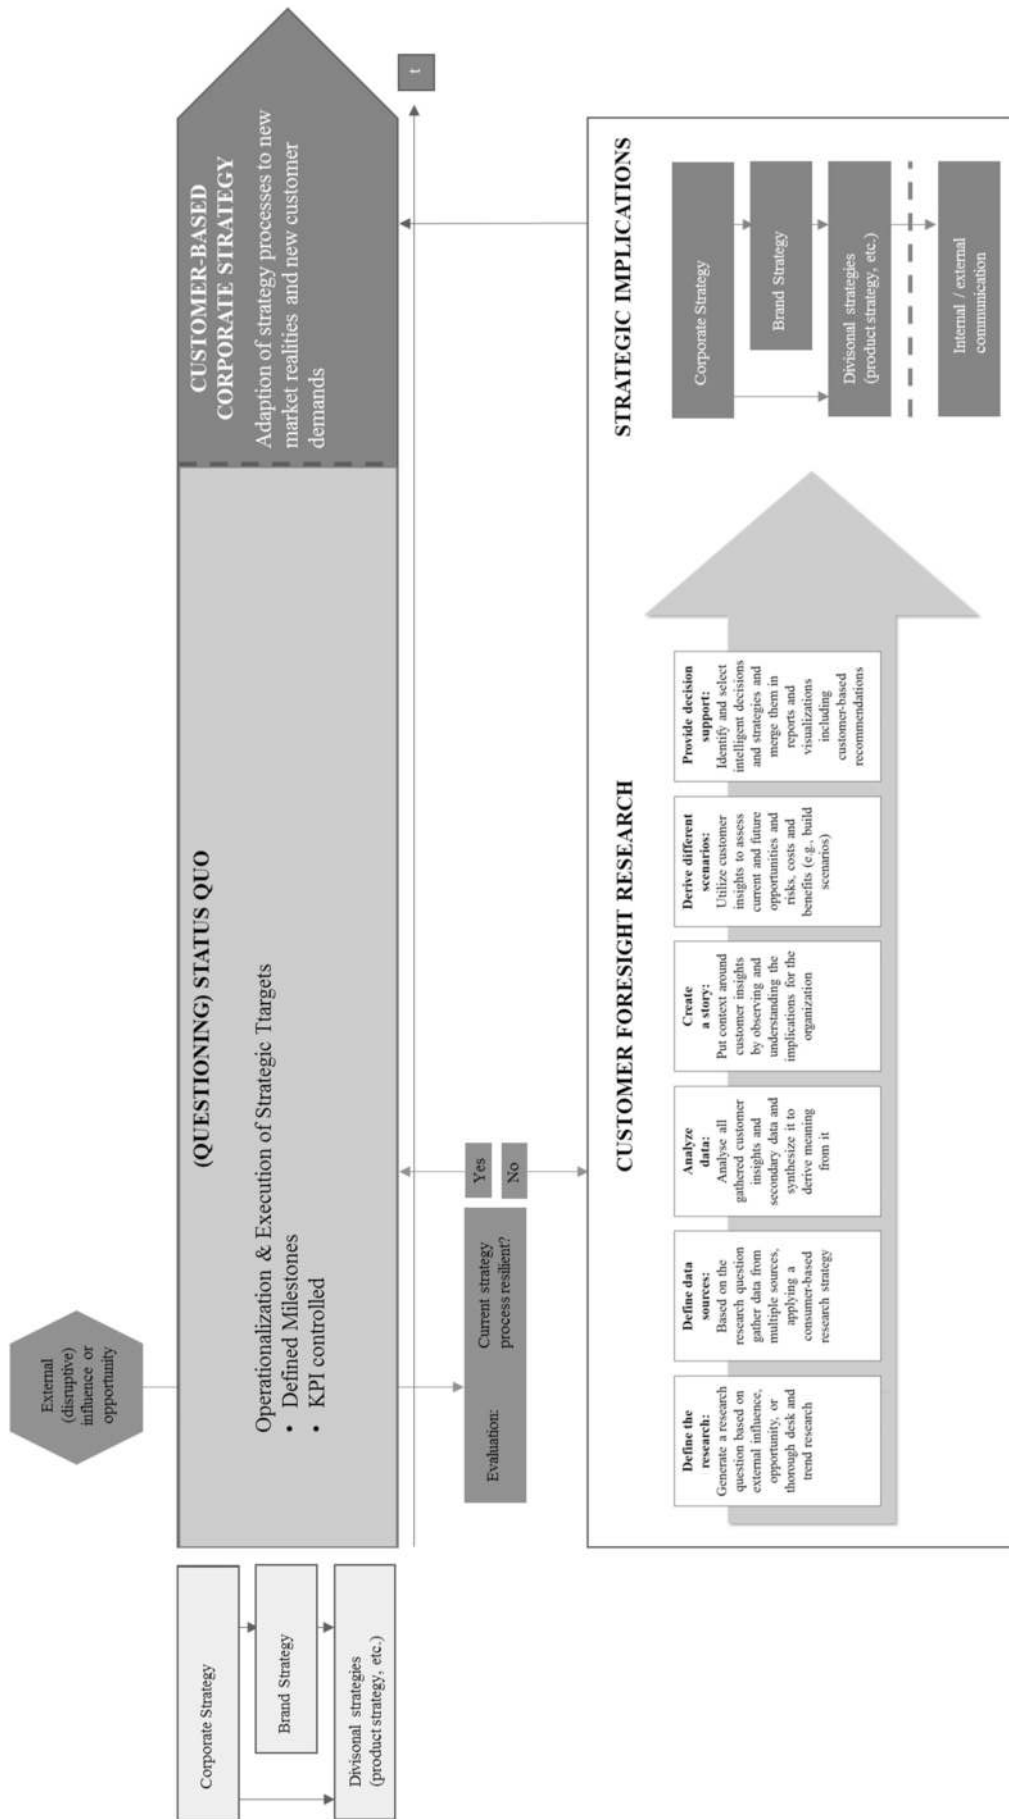 External
(disruptive)
influence or
opportunity
Corporate Strategy
Brand Strategy
Divisonal strategies
(product strategy, etc.)
(QUESTIONING) STATUS QUO
Operationalization & Execution of Strategic Ttargets
• Defined Milestones
• KPI controlled
CUSTOMER-BASED
CORPORATE STRATEGY
Adaption of strategy processes to new
market realities and new customer
demands
t
Evaluation:
Current strategy
process resilient?
Yes
No
CUSTOMER FORESIGHT RESEARCH
Define the
research:
Generate a research
question based on
external influence,
opportunity, or
thorough desk and
trend research
Define data
sources:
Based on the
research question
gather data from
multiple sources,
applying a
consumer-based
research strategy
Analyze
data:
Analyse all
gathered customer
insights and
secondary data and
synthesize it to
derive meaning
from it
Create
a story:
Put context around
customer insights
by observing and
understanding the
implications for the
organization
Derive different
scenarios:
Utilize customer
insights to assess
current and future
opportunities and
risks, costs and
benefits (e.g., build
scenarios)
Provide decision
support:
Identify and select
intelligent decisions
and strategies and
merge them in
reports and
visualizations
including
customer-based
recommendations
STRATEGIC IMPLICATIONS
Corporate Strategy
Brand Strategy
Divisonal strategies
(product strategy, etc.)
Internal / external
communication